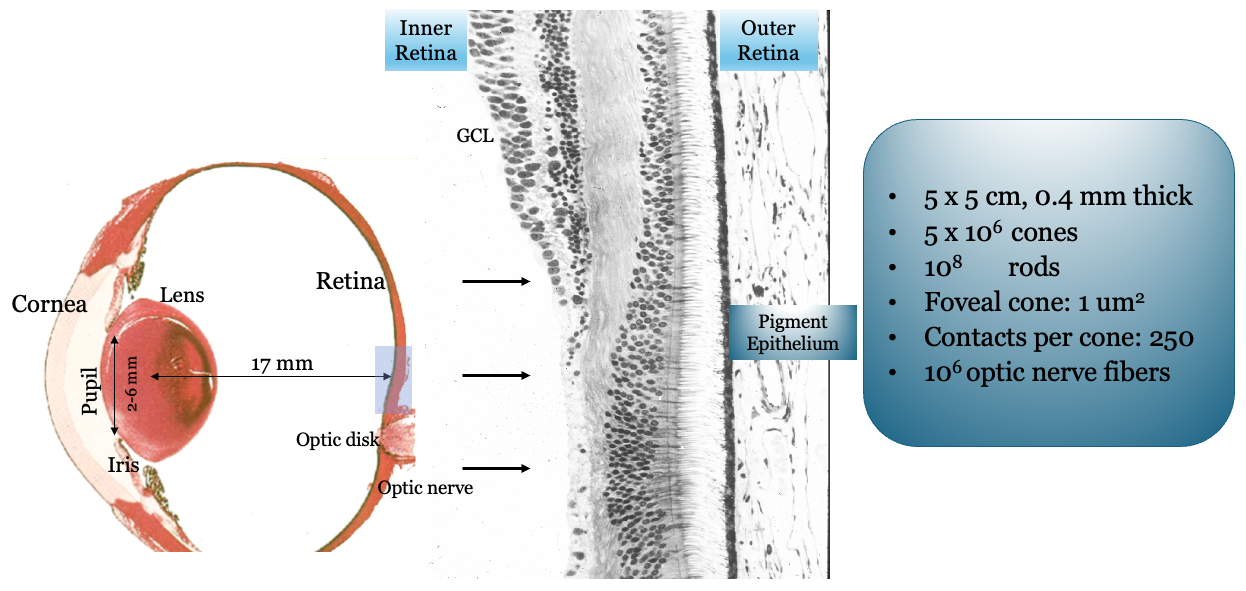 Inner
Retina
Outer
Retina
GCL
Cornea
Lens
Retina
Pupil
2-6 mm
17 mm
Iris
Optic disk
Optic nerve
Pigment
Epithelium
• 5 x 5 cm, 0.4 mm thick
• 5 x 10⁶ cones
• 10⁸ rods
• Foveal cone: 1 um²
• Contacts per cone: 250
• 10⁶ optic nerve fibers